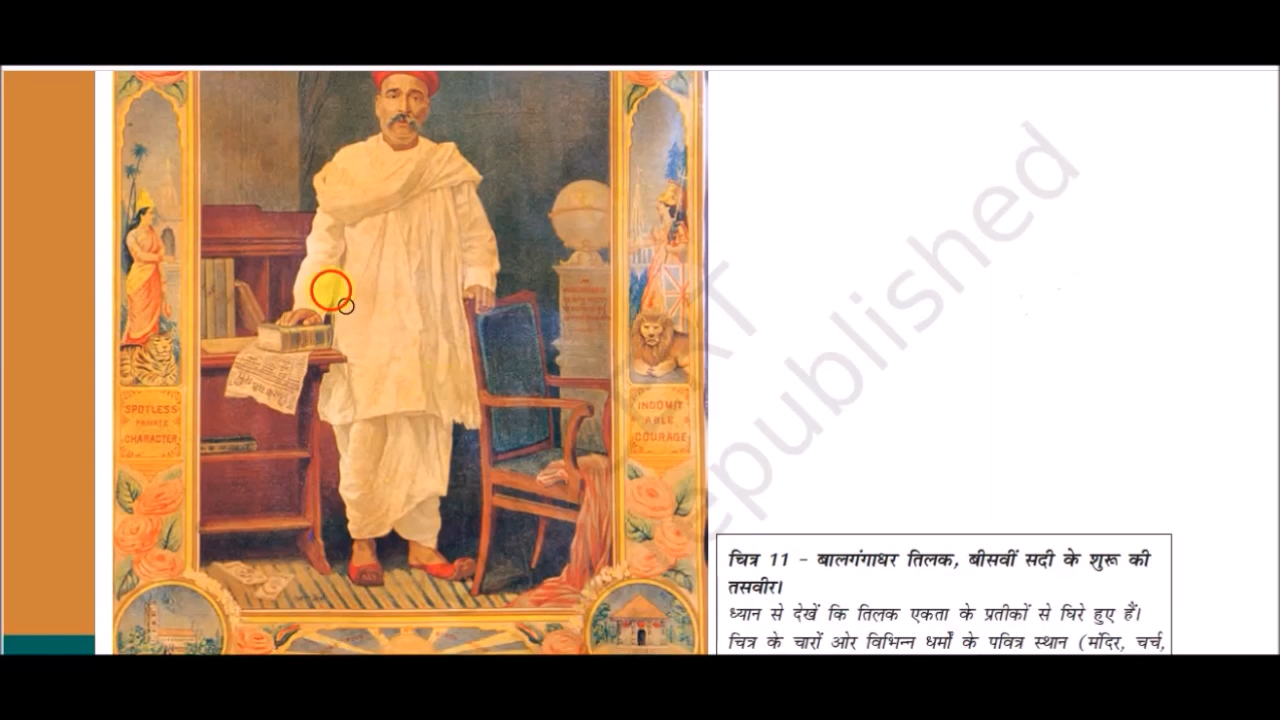 SPOTLESS
PRIVATE
CHARACTER
INDOMIT
ABLE
COURAGE
epublished
चित्र 11 – बालगंगाधर तिलक, बीसवीं सदी के शुरू की
तसवीर।
ध्यान से देखें कि तिलक एकता के प्रतीकों से घिरे हुए हैं।
चित्र के चारों ओर विभिन्न धर्मों के पवित्र स्थान (मंदिर, चर्च,